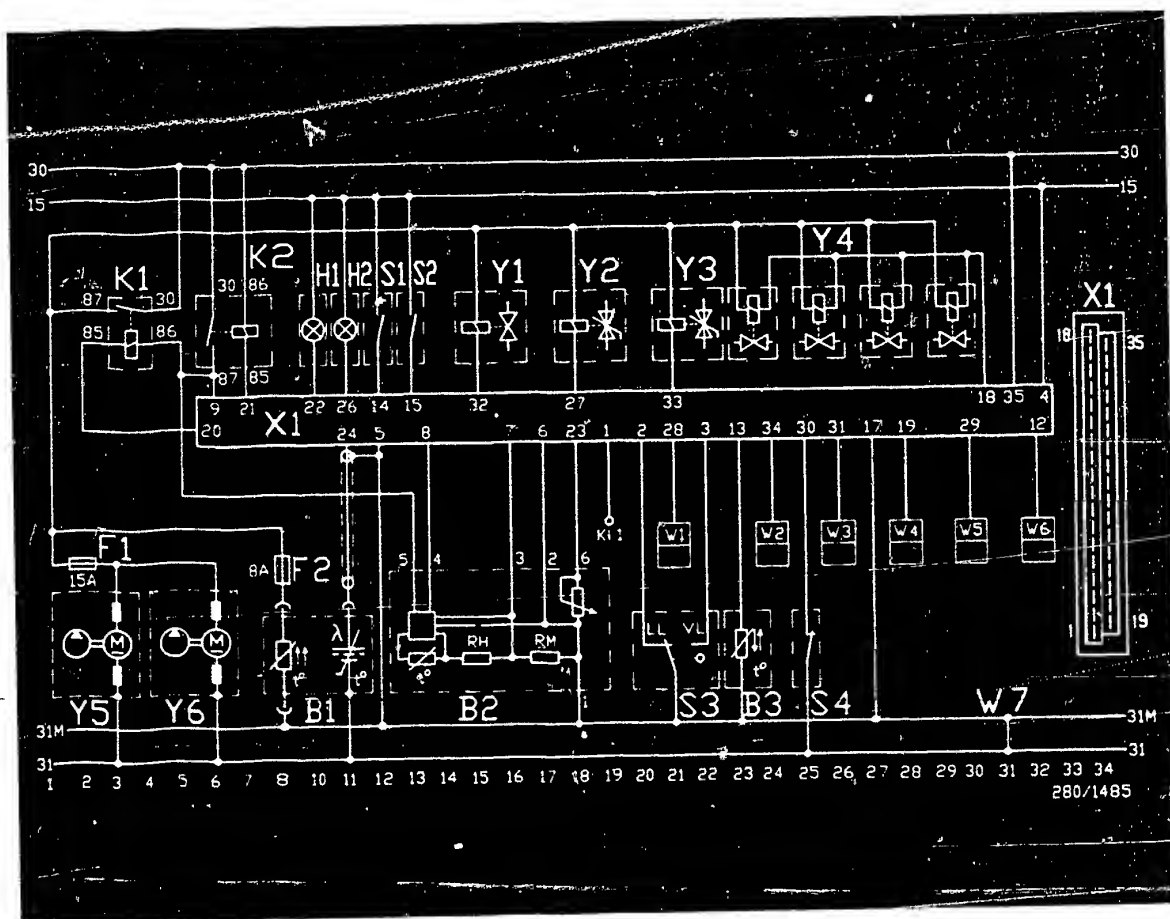 30 30
15 15
K1 K2 H1 H2 S1 S2 Y1 Y2 Y3 Y4 X1
87 30 30 86
85 86 18 35
87 85
9 21 22 26 14 15 32 27 33 18 35 4
20 X1 24 5 8 7 6 23 1 2 28 3 13 34 30 31 17 19 29 12
W1 W2 W3 W4 W5 W6
F1 F2 5 4 3 2 6
15A 8A
M M λ LL VL 1 19
t° t° t° RH RM t°
Y5 Y6 B1 B2 S3 B3 S4 W7
31M 31M
31 31
1 2 3 4 5 6 7 8 9 10 11 12 13 14 15 16 17 18 19 20 21 22 23 24 25 26 27 28 29 30 31 32 33 34
280/1485